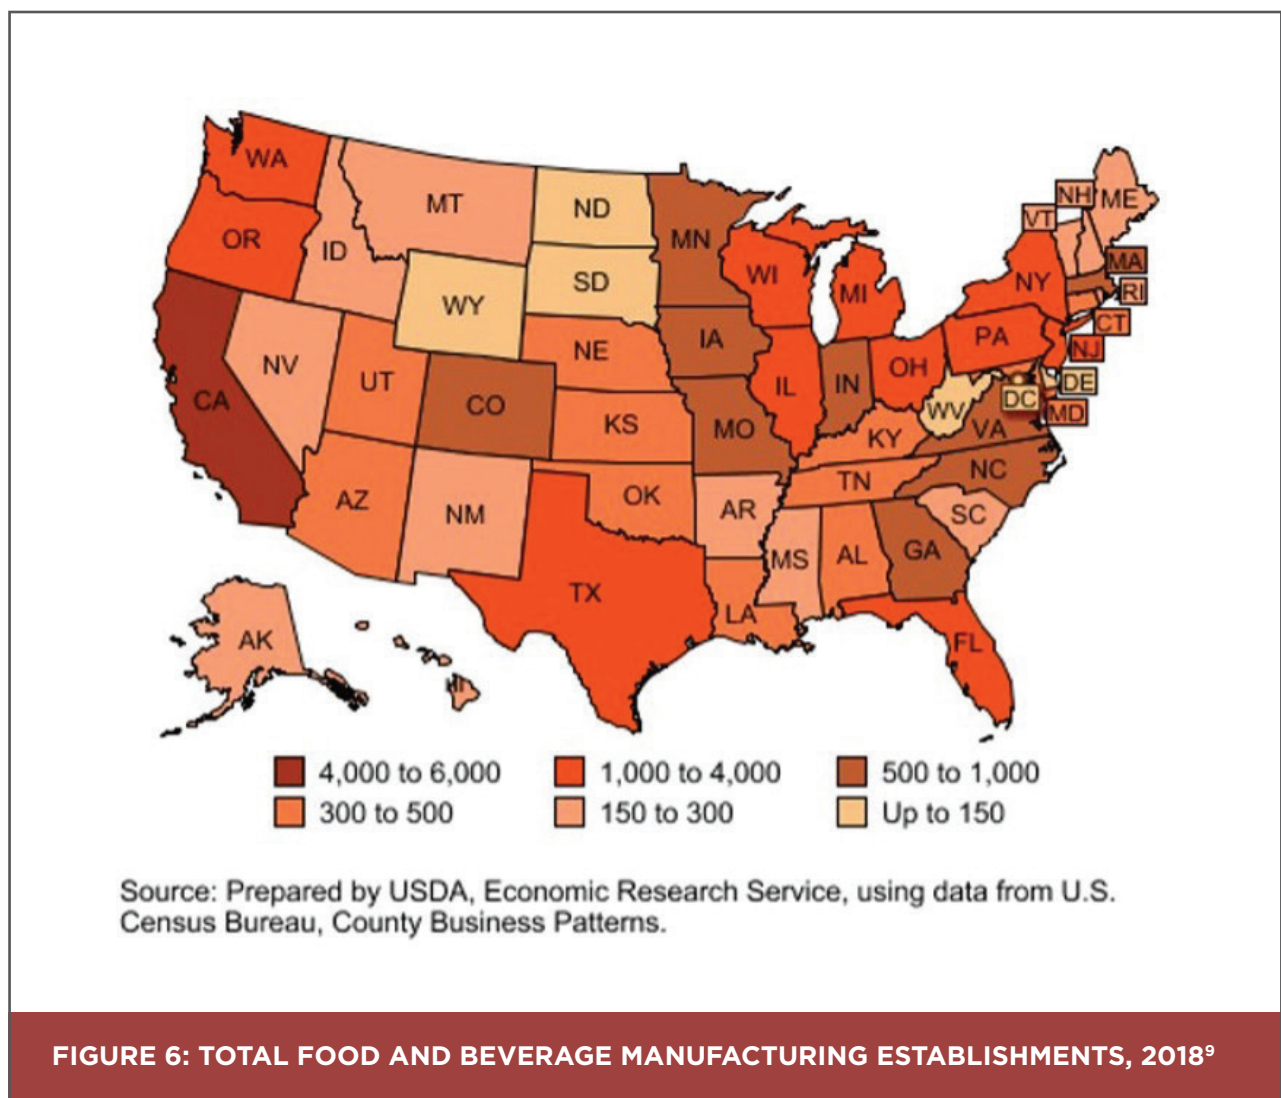 WA
MT
ND
MN
NH
ME
VT
OR
ID
SD
WI
MI
NY
MA
RI
WY
CT
NV
UT
NE
IA
PA
NJ
CA
CO
IL
IN
OH
DE
DC
WV
MD
KS
MO
KY
VA
AZ
NM
OK
AR
TN
NC
SC
MS
AL
GA
TX
LA
AK
HI
FL
4,000 to 6,000
1,000 to 4,000
500 to 1,000
300 to 500
150 to 300
Up to 150
Source: Prepared by USDA, Economic Research Service, using data from U.S.
Census Bureau, County Business Patterns.
FIGURE 6: TOTAL FOOD AND BEVERAGE MANUFACTURING ESTABLISHMENTS, 2018⁹